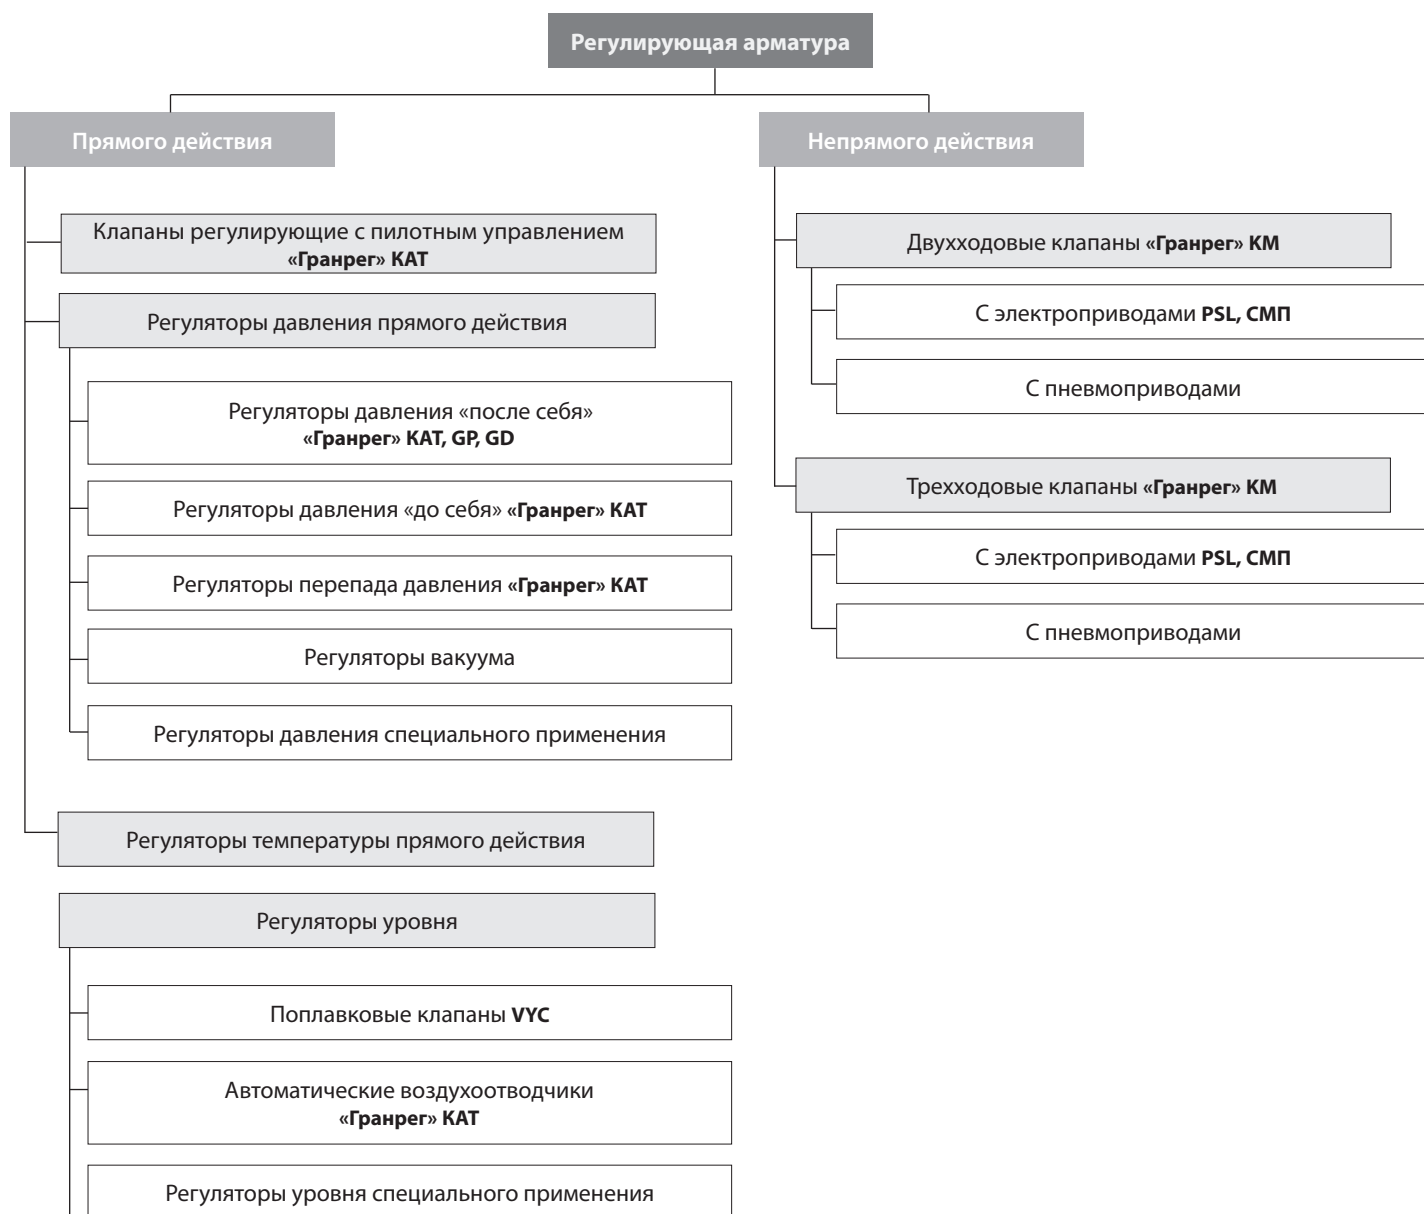 Регулирующая арматура
Прямого действия
Клапаны регулирующие с пилотным управлением
«Гранрег» КАТ
Регуляторы давления прямого действия
Регуляторы давления «после себя»
«Гранрег» КАТ, GP, GD
Регуляторы давления «до себя» «Гранрег» КАТ
Регуляторы перепада давления «Гранрег» КАТ
Регуляторы вакуума
Регуляторы давления специального применения
Регуляторы температуры прямого действия
Регуляторы уровня
Поплавковые клапаны VYC
Автоматические воздухоотводчики
«Гранрег» КАТ
Регуляторы уровня специального применения
Непрямого действия
Двухходовые клапаны «Гранрег» КМ
С электроприводами PSL, СМП
С пневмоприводами
Трехходовые клапаны «Гранрег» КМ
С электроприводами PSL, СМП
С пневмоприводами